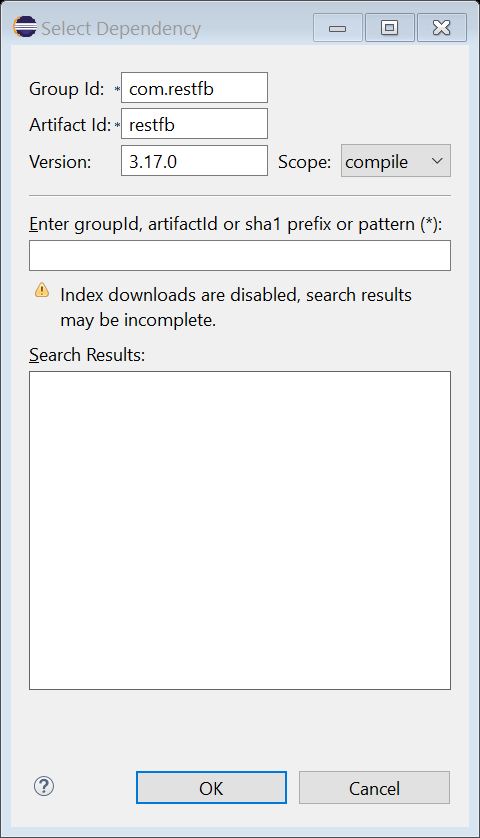 Select Dependency
Group Id: * com.restfb
Artifact Id: * restfb
Version: 3.17.0 Scope: compile
Enter groupId, artifactId or sha1 prefix or pattern (*):
Index downloads are disabled, search results
may be incomplete.
Search Results:
? OK Cancel